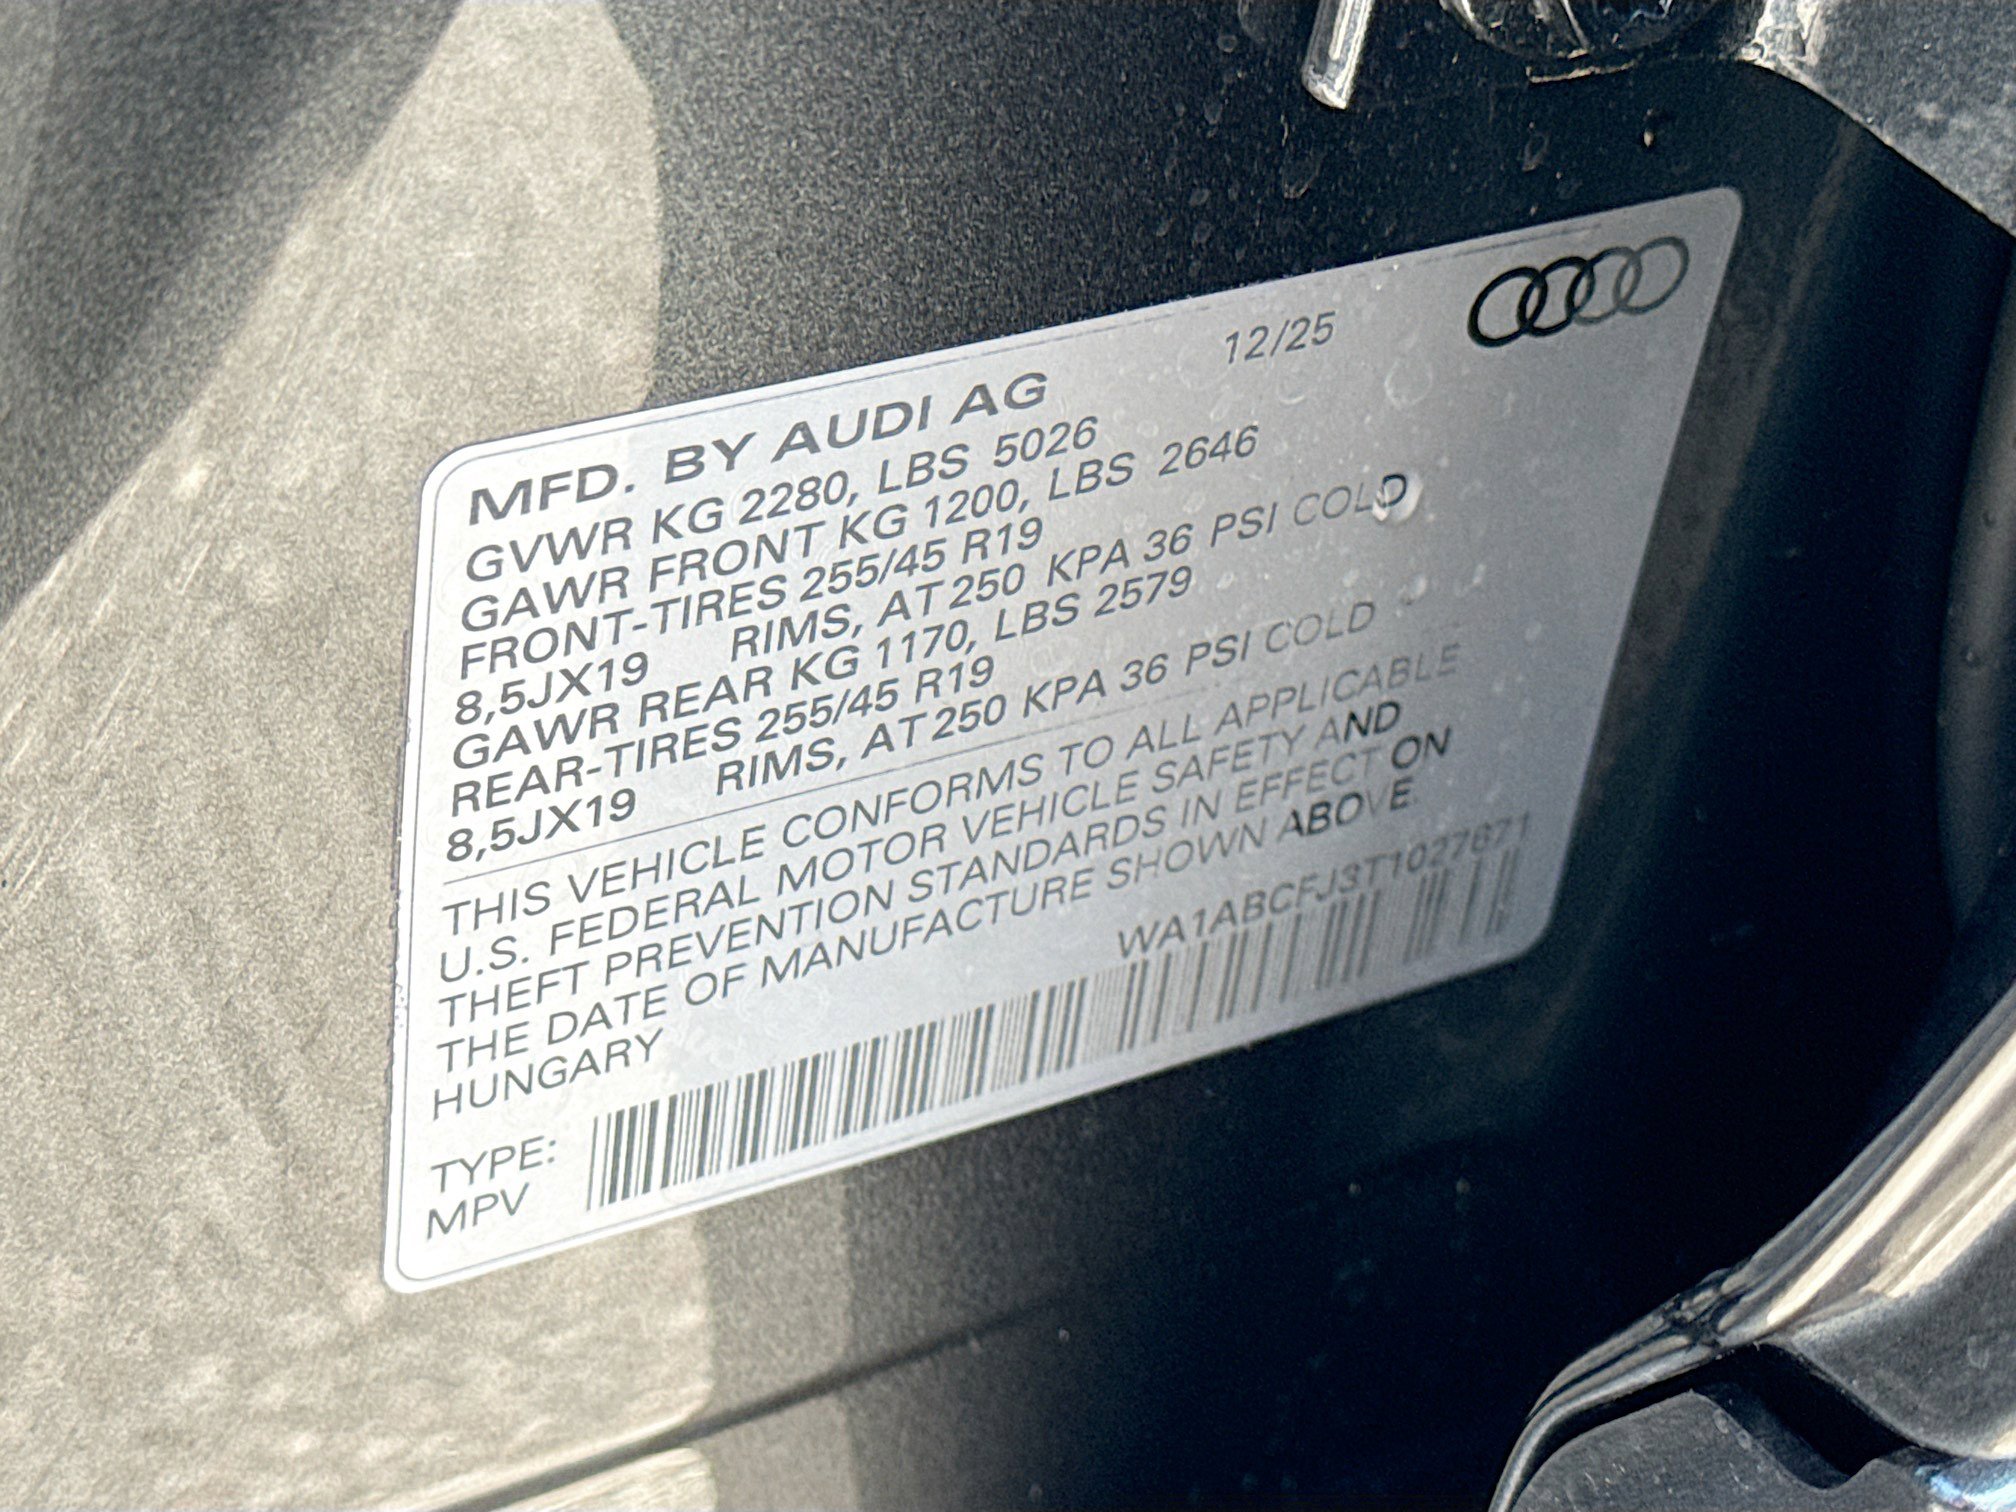 12/25
MFD. BY AUDI AG
GVWR KG 2280, LBS 5026
GAWR FRONT KG 1200, LBS 2646
FRONT-TIRES 255/45 R19
8,5JX19 RIMS, AT 250 KPA 36 PSI COLD
GAWR REAR KG 1170, LBS 2579
REAR-TIRES 255/45 R19
8,5JX19 RIMS, AT 250 KPA 36 PSI COLD
THIS VEHICLE CONFORMS TO ALL APPLICABLE
U.S. FEDERAL MOTOR VEHICLE SAFETY AND
THEFT PREVENTION STANDARDS IN EFFECT ON
THE DATE OF MANUFACTURE SHOWN ABOVE.
HUNGARY
WA1ABCFJ3T1027671
TYPE:
MPV